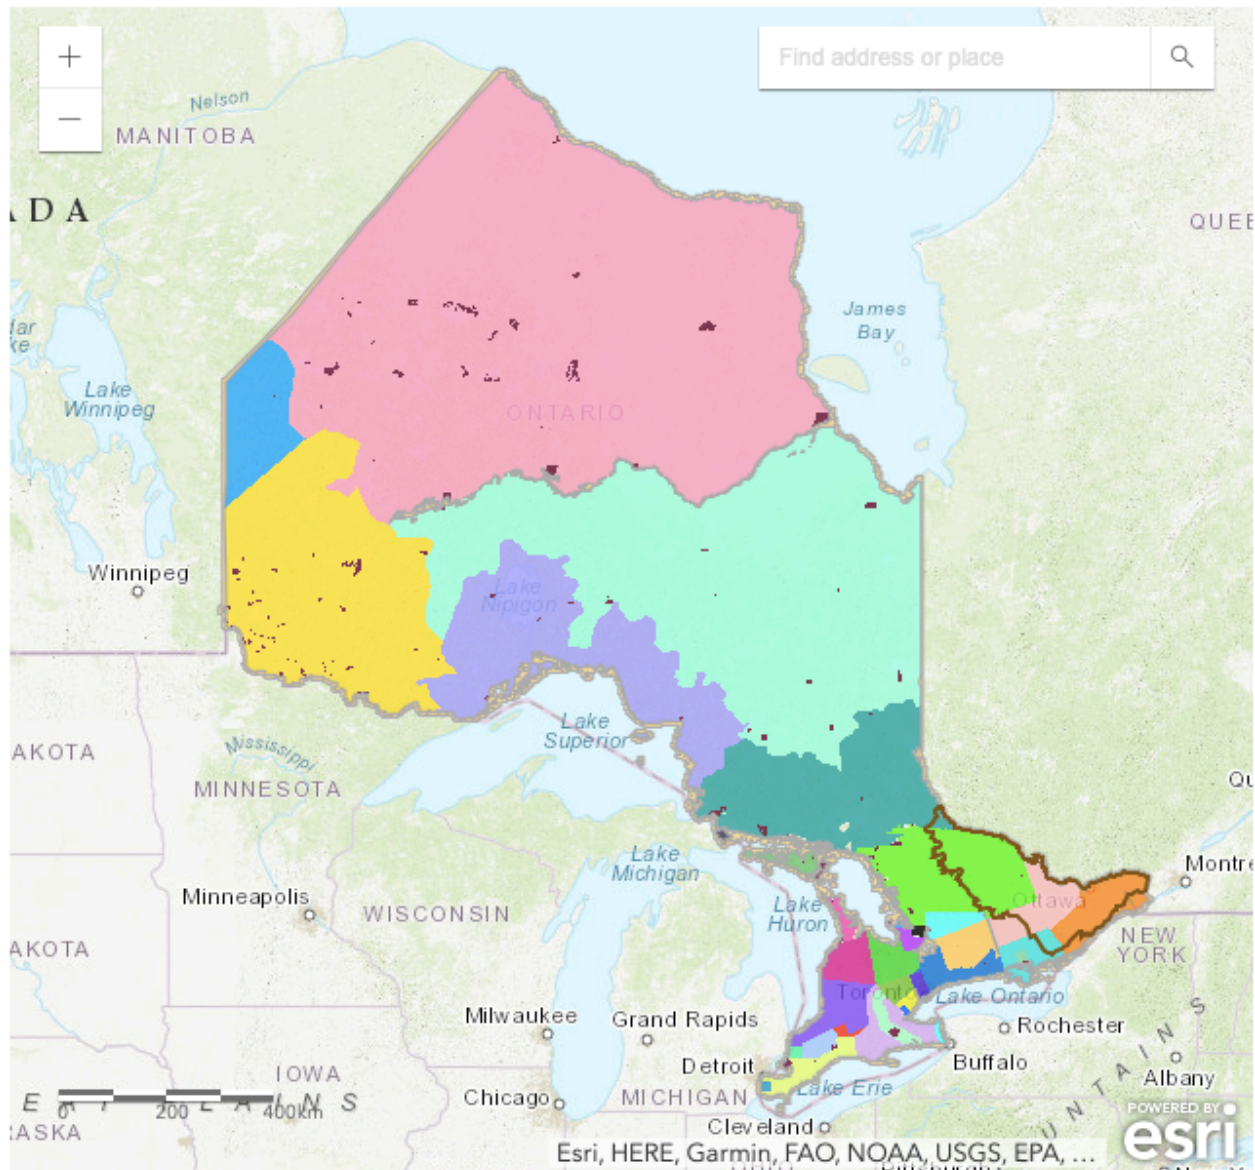 +
Find address or place
−
Nelson
MANITOBA
ADA
QUEE
James
Bay
Lake
Winnipeg
ONTARIO
Winnipeg
Lake
Nipigon
Lake
Superior
Mississippi
AKOTA
MINNESOTA
Lake
Michigan
Montre
Minneapolis
WISCONSIN
Lake
Huron
Ottawa
NEW
YORK
AKOTA
Toronto
Lake Ontario
Milwaukee
Grand Rapids
Rochester
Detroit
Buffalo
Albany
IOWA
Chicago
MICHIGAN
Lake Erie
0 200 400km
RASKA
Cleveland
UNTAINS
POWERED BY
esri
Esri, HERE, Garmin, FAO, NOAA, USGS, EPA, ...